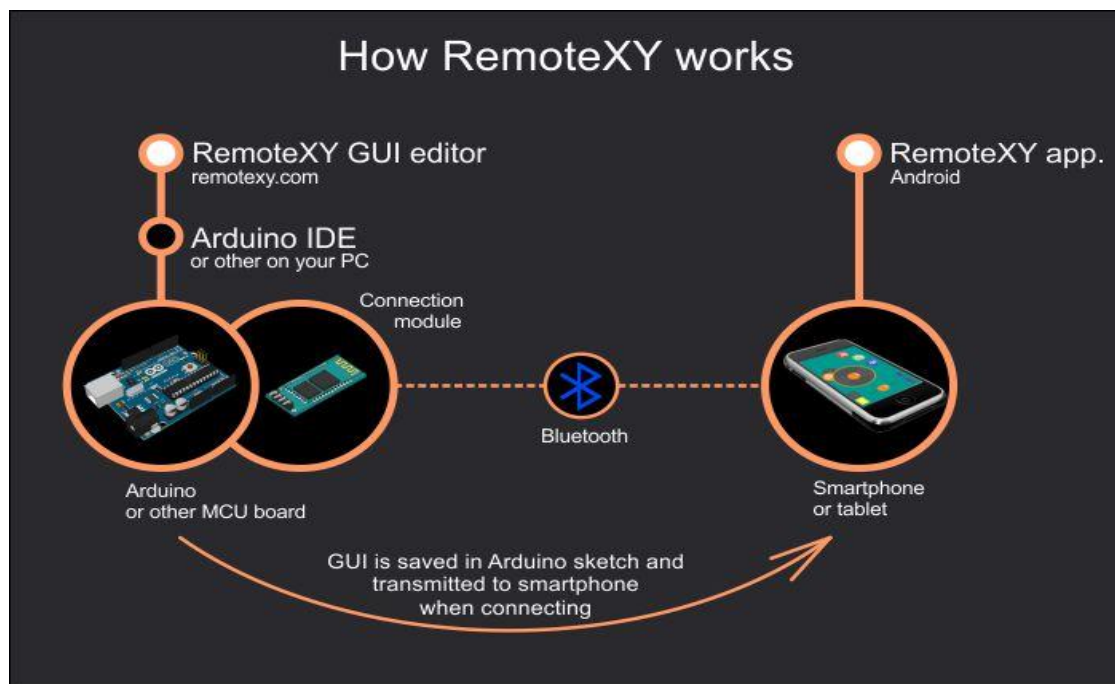 How RemoteXY works
RemoteXY GUI editor
remotexy.com
Arduino IDE
or other on your PC
Connection
module
RemoteXY app.
Android
Bluetooth
Arduino
or other MCU board
Smartphone
or tablet
GUI is saved in Arduino sketch and
transmitted to smartphone
when connecting